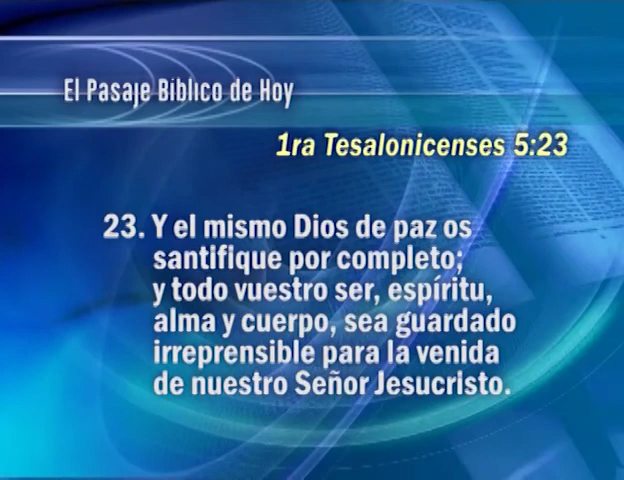 El Pasaje Bíblico de Hoy
1ra Tesalonicenses 5:23
23. Y el mismo Dios de paz os
santifique por completo;
y todo vuestro ser, espíritu,
alma y cuerpo, sea guardado
irreprensible para la venida
de nuestro Señor Jesucristo.